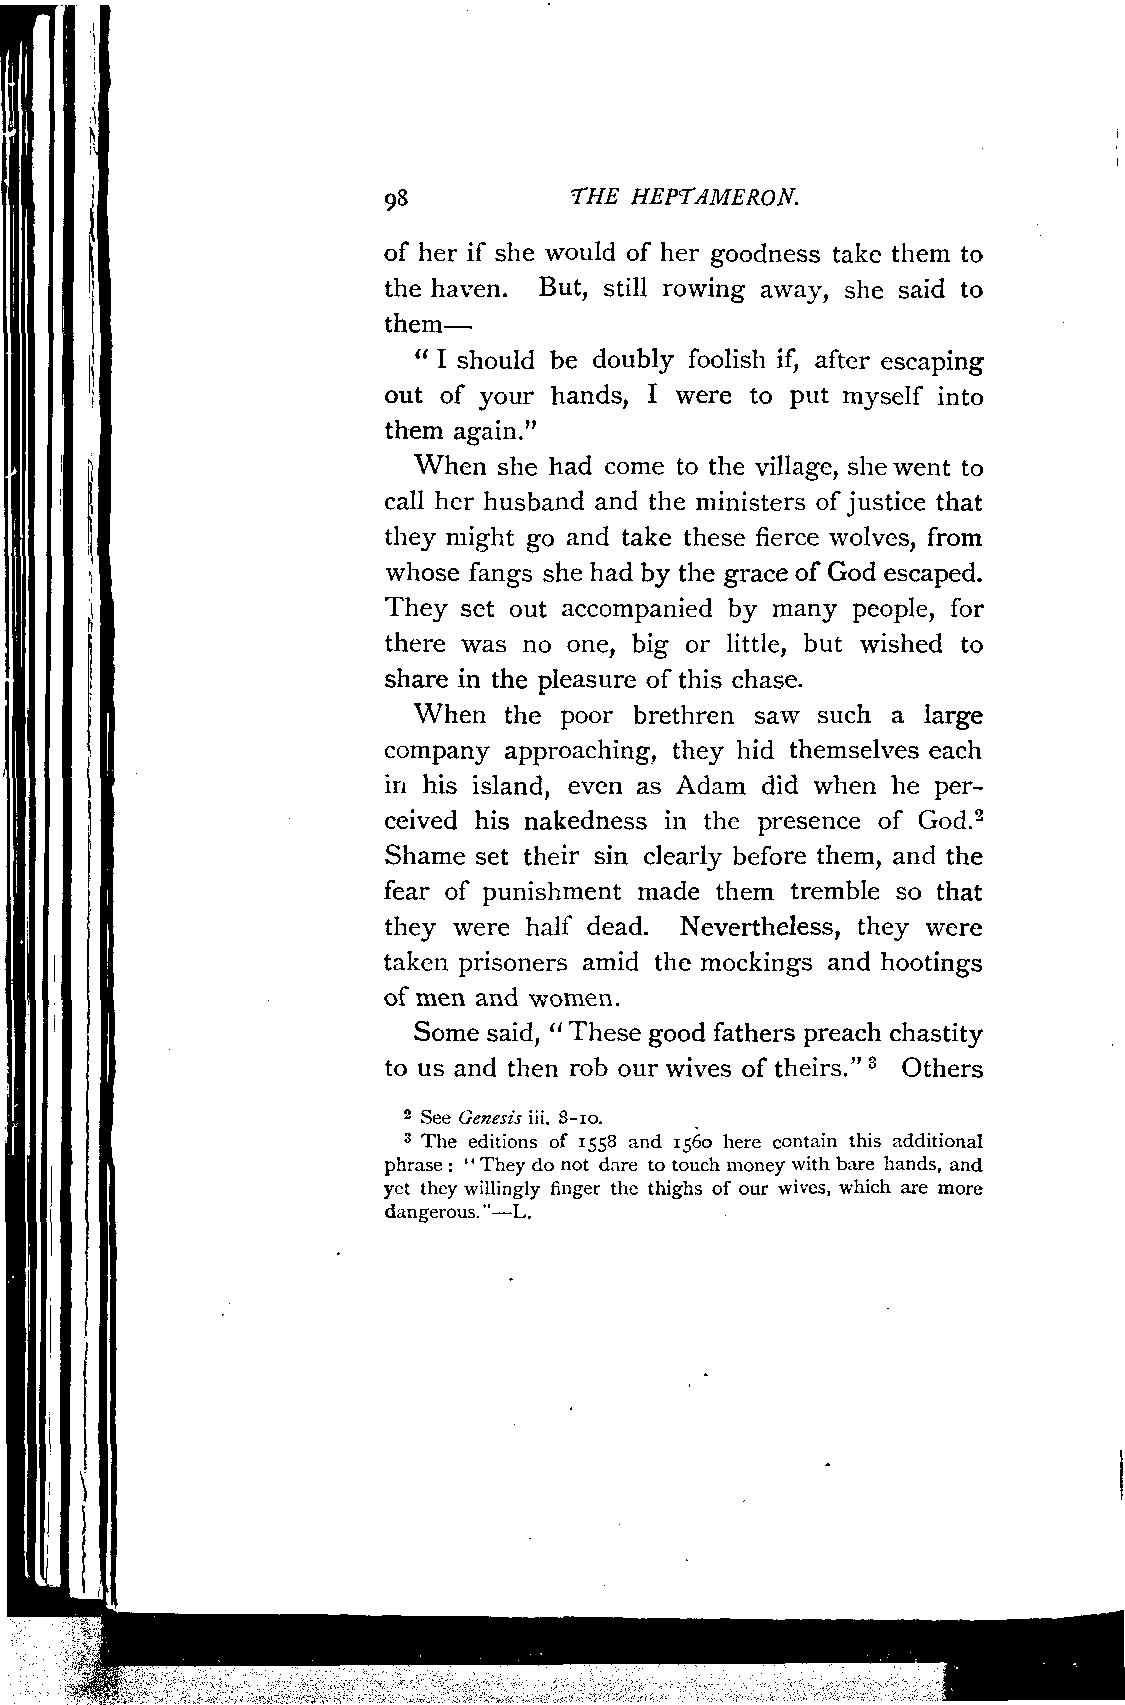 98 THE HEPTAMERON.
of her if she would of her goodness take them to
the haven. But, still rowing away, she said to
them—
“ I should be doubly foolish if, after escaping
out of your hands, I were to put myself into
them again.”
When she had come to the village, she went to
call her husband and the ministers of justice that
they might go and take these fierce wolves, from
whose fangs she had by the grace of God escaped.
They set out accompanied by many people, for
there was no one, big or little, but wished to
share in the pleasure of this chase.
When the poor brethren saw such a large
company approaching, they hid themselves each
in his island, even as Adam did when he per-
ceived his nakedness in the presence of God.²
Shame set their sin clearly before them, and the
fear of punishment made them tremble so that
they were half dead. Nevertheless, they were
taken prisoners amid the mockings and hootings
of men and women.
Some said, “ These good fathers preach chastity
to us and then rob our wives of theirs.” ³ Others
² See Genesis iii. 8-10.
³ The editions of 1558 and 1560 here contain this additional
phrase : “ They do not dare to touch money with bare hands, and
yet they willingly finger the thighs of our wives, which are more
dangerous.”—L.